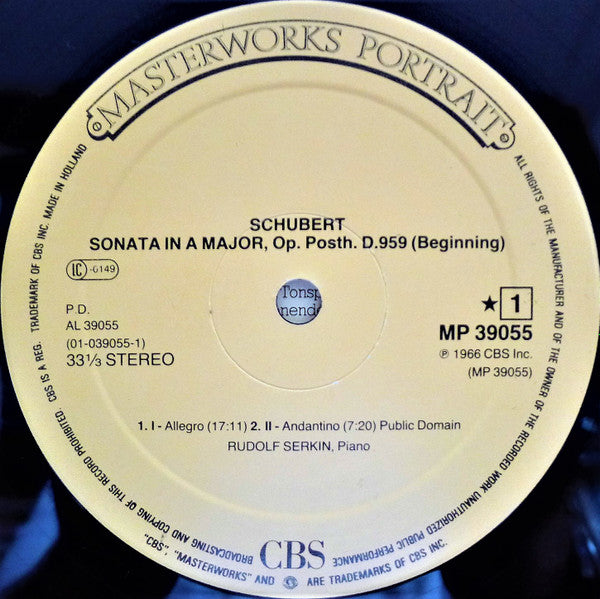 MASTERWORKS PORTRAIT
SCHUBERT
SONATA IN A MAJOR, Op. Posth. D.959 (Beginning)
LC -0149
P.D.
AL 39055
(01-039055-1)
33⅓ STEREO
★ 1
MP 39055
℗ 1966 CBS Inc.
(MP 39055)
Tonsp
nende
1. I - Allegro (17:11) 2. II - Andantino (7:20) Public Domain
RUDOLF SERKIN, Piano
CBS
"CBS", "MASTERWORKS" AND ARE TRADEMARKS OF CBS INC.
ALL RIGHTS OF THE MANUFACTURER AND OF THE OWNER OF THE RECORDED WORK UNAUTHORIZED PUBLIC PERFORMANCE
BROADCASTING AND COPYING OF THIS RECORD PROHIBITED. CBS IS A REG. TRADEMARK OF CBS INC. MADE IN HOLLAND